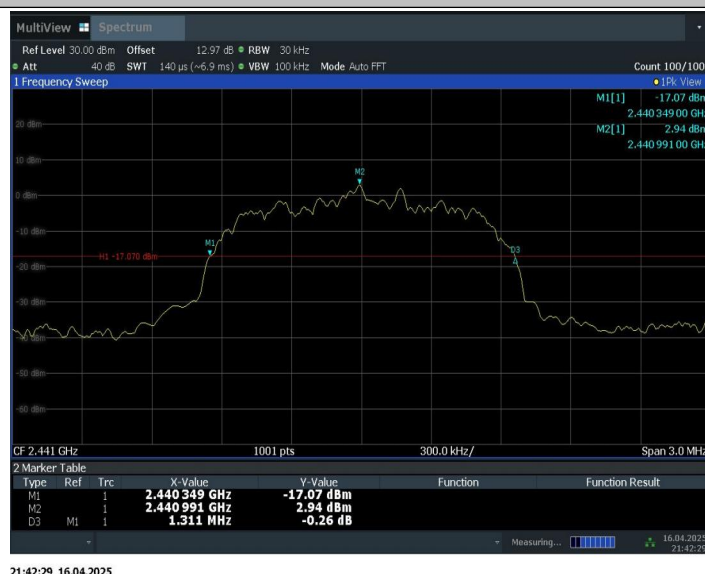 MultiView Spectrum
Ref Level 30.00 dBm Offset 12.97 dB RBW 30 kHz
Att 40 dB SWT 140 µs (~6.9 ms) VBW 100 kHz Mode Auto FFT Count 100/100
1 Frequency Sweep 1Pk View
M1[1] -17.07 dBm
2.440 349 00 GHz
M2[1] 2.94 dBm
2.440 991 00 GHz
20 dBm
10 dBm
M2
0 dBm
-10 dBm
M1
D3
H1 -17.070 dBm
-20 dBm
-30 dBm
-40 dBm
-50 dBm
-60 dBm
CF 2.441 GHz 1001 pts 300.0 kHz/ Span 3.0 MHz
2 Marker Table
Type Ref Trc X-Value Y-Value Function Function Result
M1 1 2.440 349 GHz -17.07 dBm
M2 1 2.440 991 GHz 2.94 dBm
D3 M1 1 1.311 MHz -0.26 dB
Measuring... 16.04.2025
21:42:29
21:42:29 16.04.2025